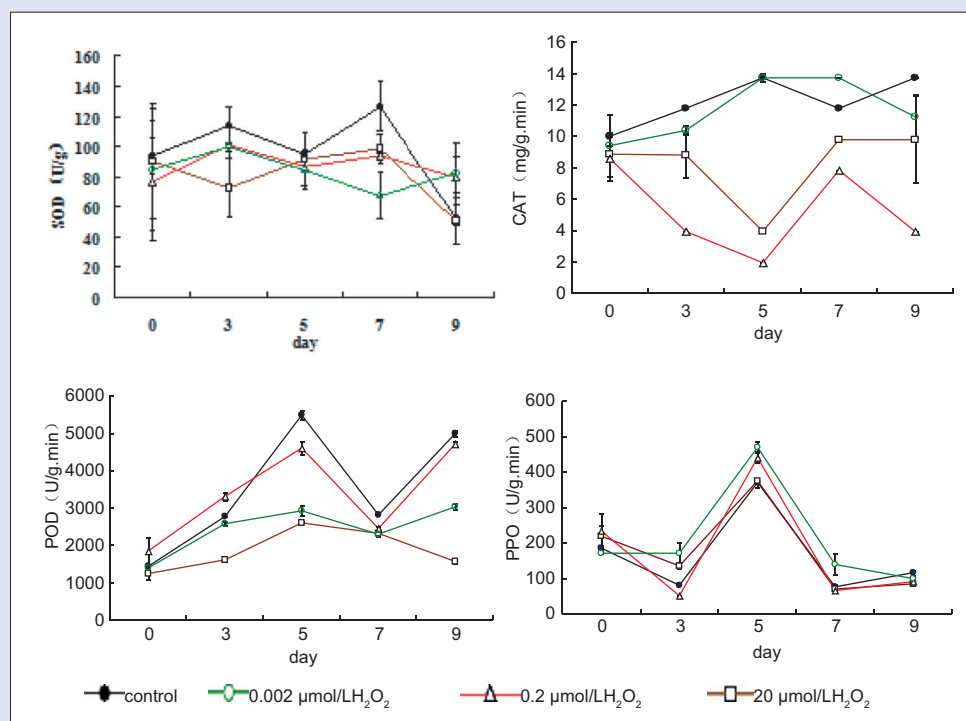 160
140
120
100
80
60
40
20
0
SOD (U/g)
0 3 5 7 9
day
16
14
12
10
8
6
4
2
0
CAT（mg/g.min）
0 3 5 7 9
day
6000
5000
4000
3000
2000
1000
0
POD（U/g.min）
0 3 5 7 9
day
600
500
400
300
200
100
0
PPO（U/g.min）
0 3 5 7 9
day
control 0.002 µmol/LH₂O₂ 0.2 µmol/LH₂O₂ 20 µmol/LH₂O₂